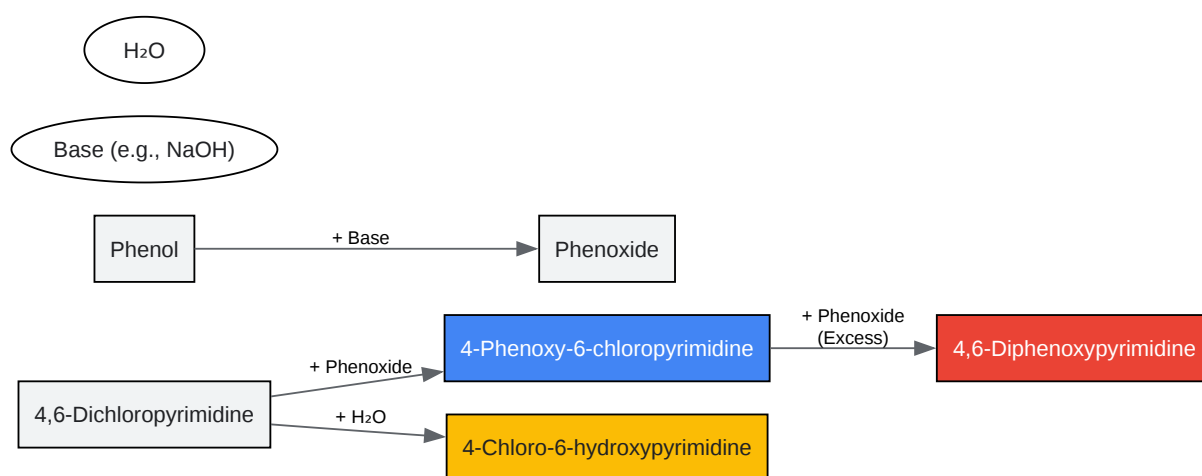 H₂O
Base (e.g., NaOH)
Phenol
+ Base
Phenoxide
4,6-Dichloropyrimidine
+ Phenoxide
+ H₂O
4-Phenoxy-6-chloropyrimidine
4-Chloro-6-hydroxypyrimidine
+ Phenoxide
(Excess)
4,6-Diphenoxypyrimidine